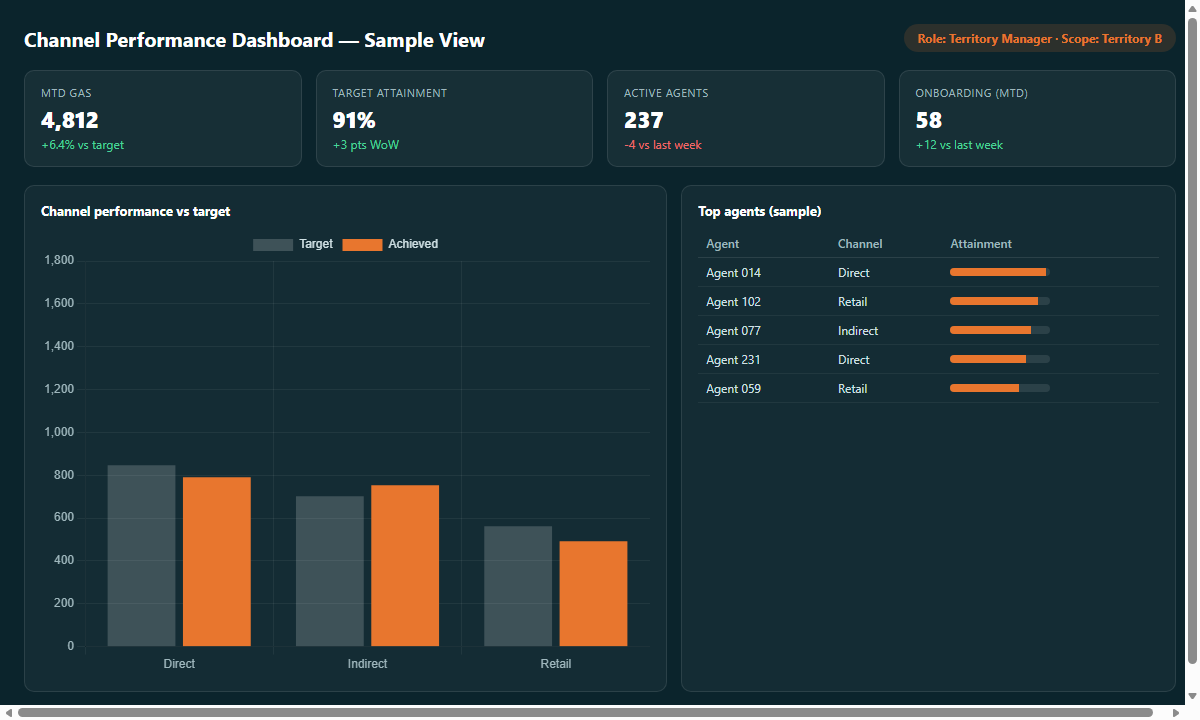 Channel Performance Dashboard — Sample View
Role: Territory Manager · Scope: Territory B
MTD GAS
4,812
+6.4% vs target
TARGET ATTAINMENT
91%
+3 pts WoW
ACTIVE AGENTS
237
-4 vs last week
ONBOARDING (MTD)
58
+12 vs last week
Channel performance vs target
Target Achieved
1,800
1,600
1,400
1,200
1,000
800
600
400
200
0
Direct Indirect Retail
Top agents (sample)
Agent Channel Attainment
Agent 014 Direct
Agent 102 Retail
Agent 077 Indirect
Agent 231 Direct
Agent 059 Retail